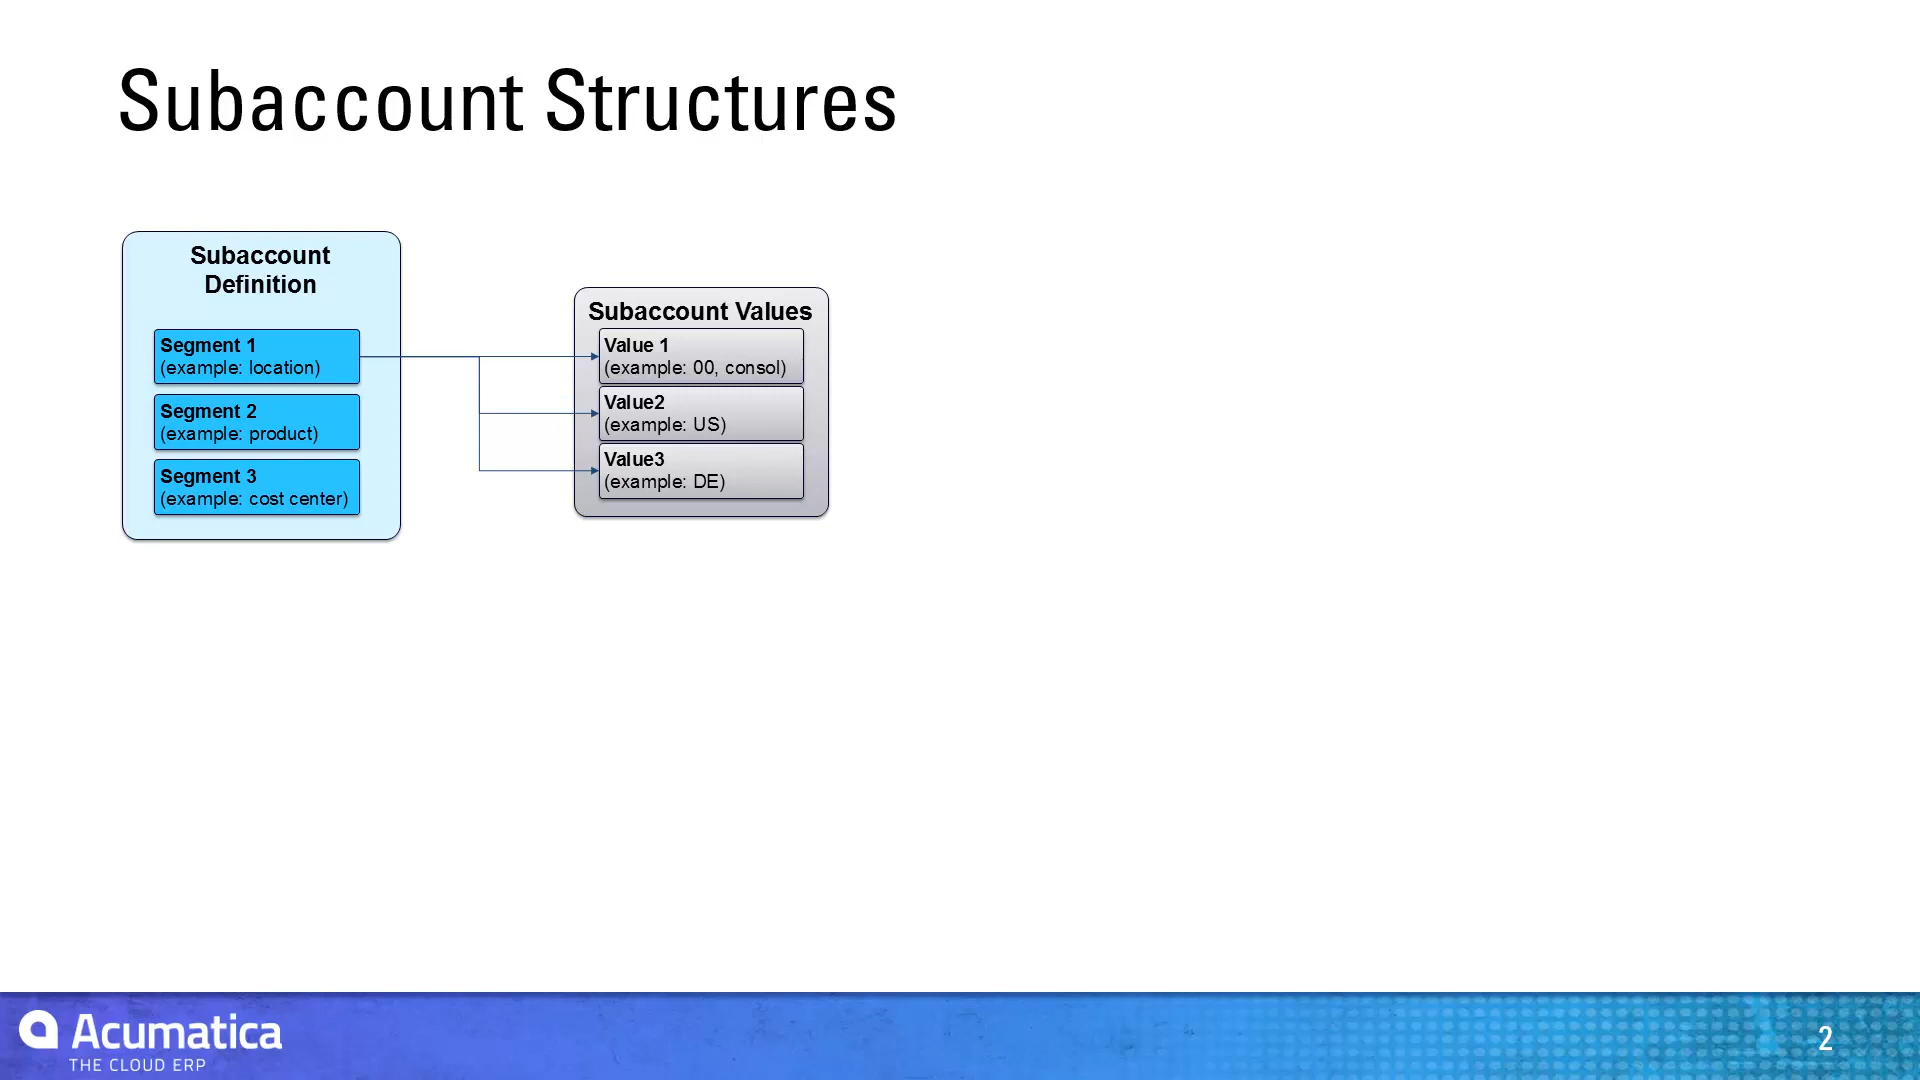 Subaccount Structures
Subaccount
Definition
Segment 1
(example: location)
Segment 2
(example: product)
Segment 3
(example: cost center)
Subaccount Values
Value 1
(example: 00, consol)
Value2
(example: US)
Value3
(example: DE)
Acumatica
THE CLOUD ERP
2